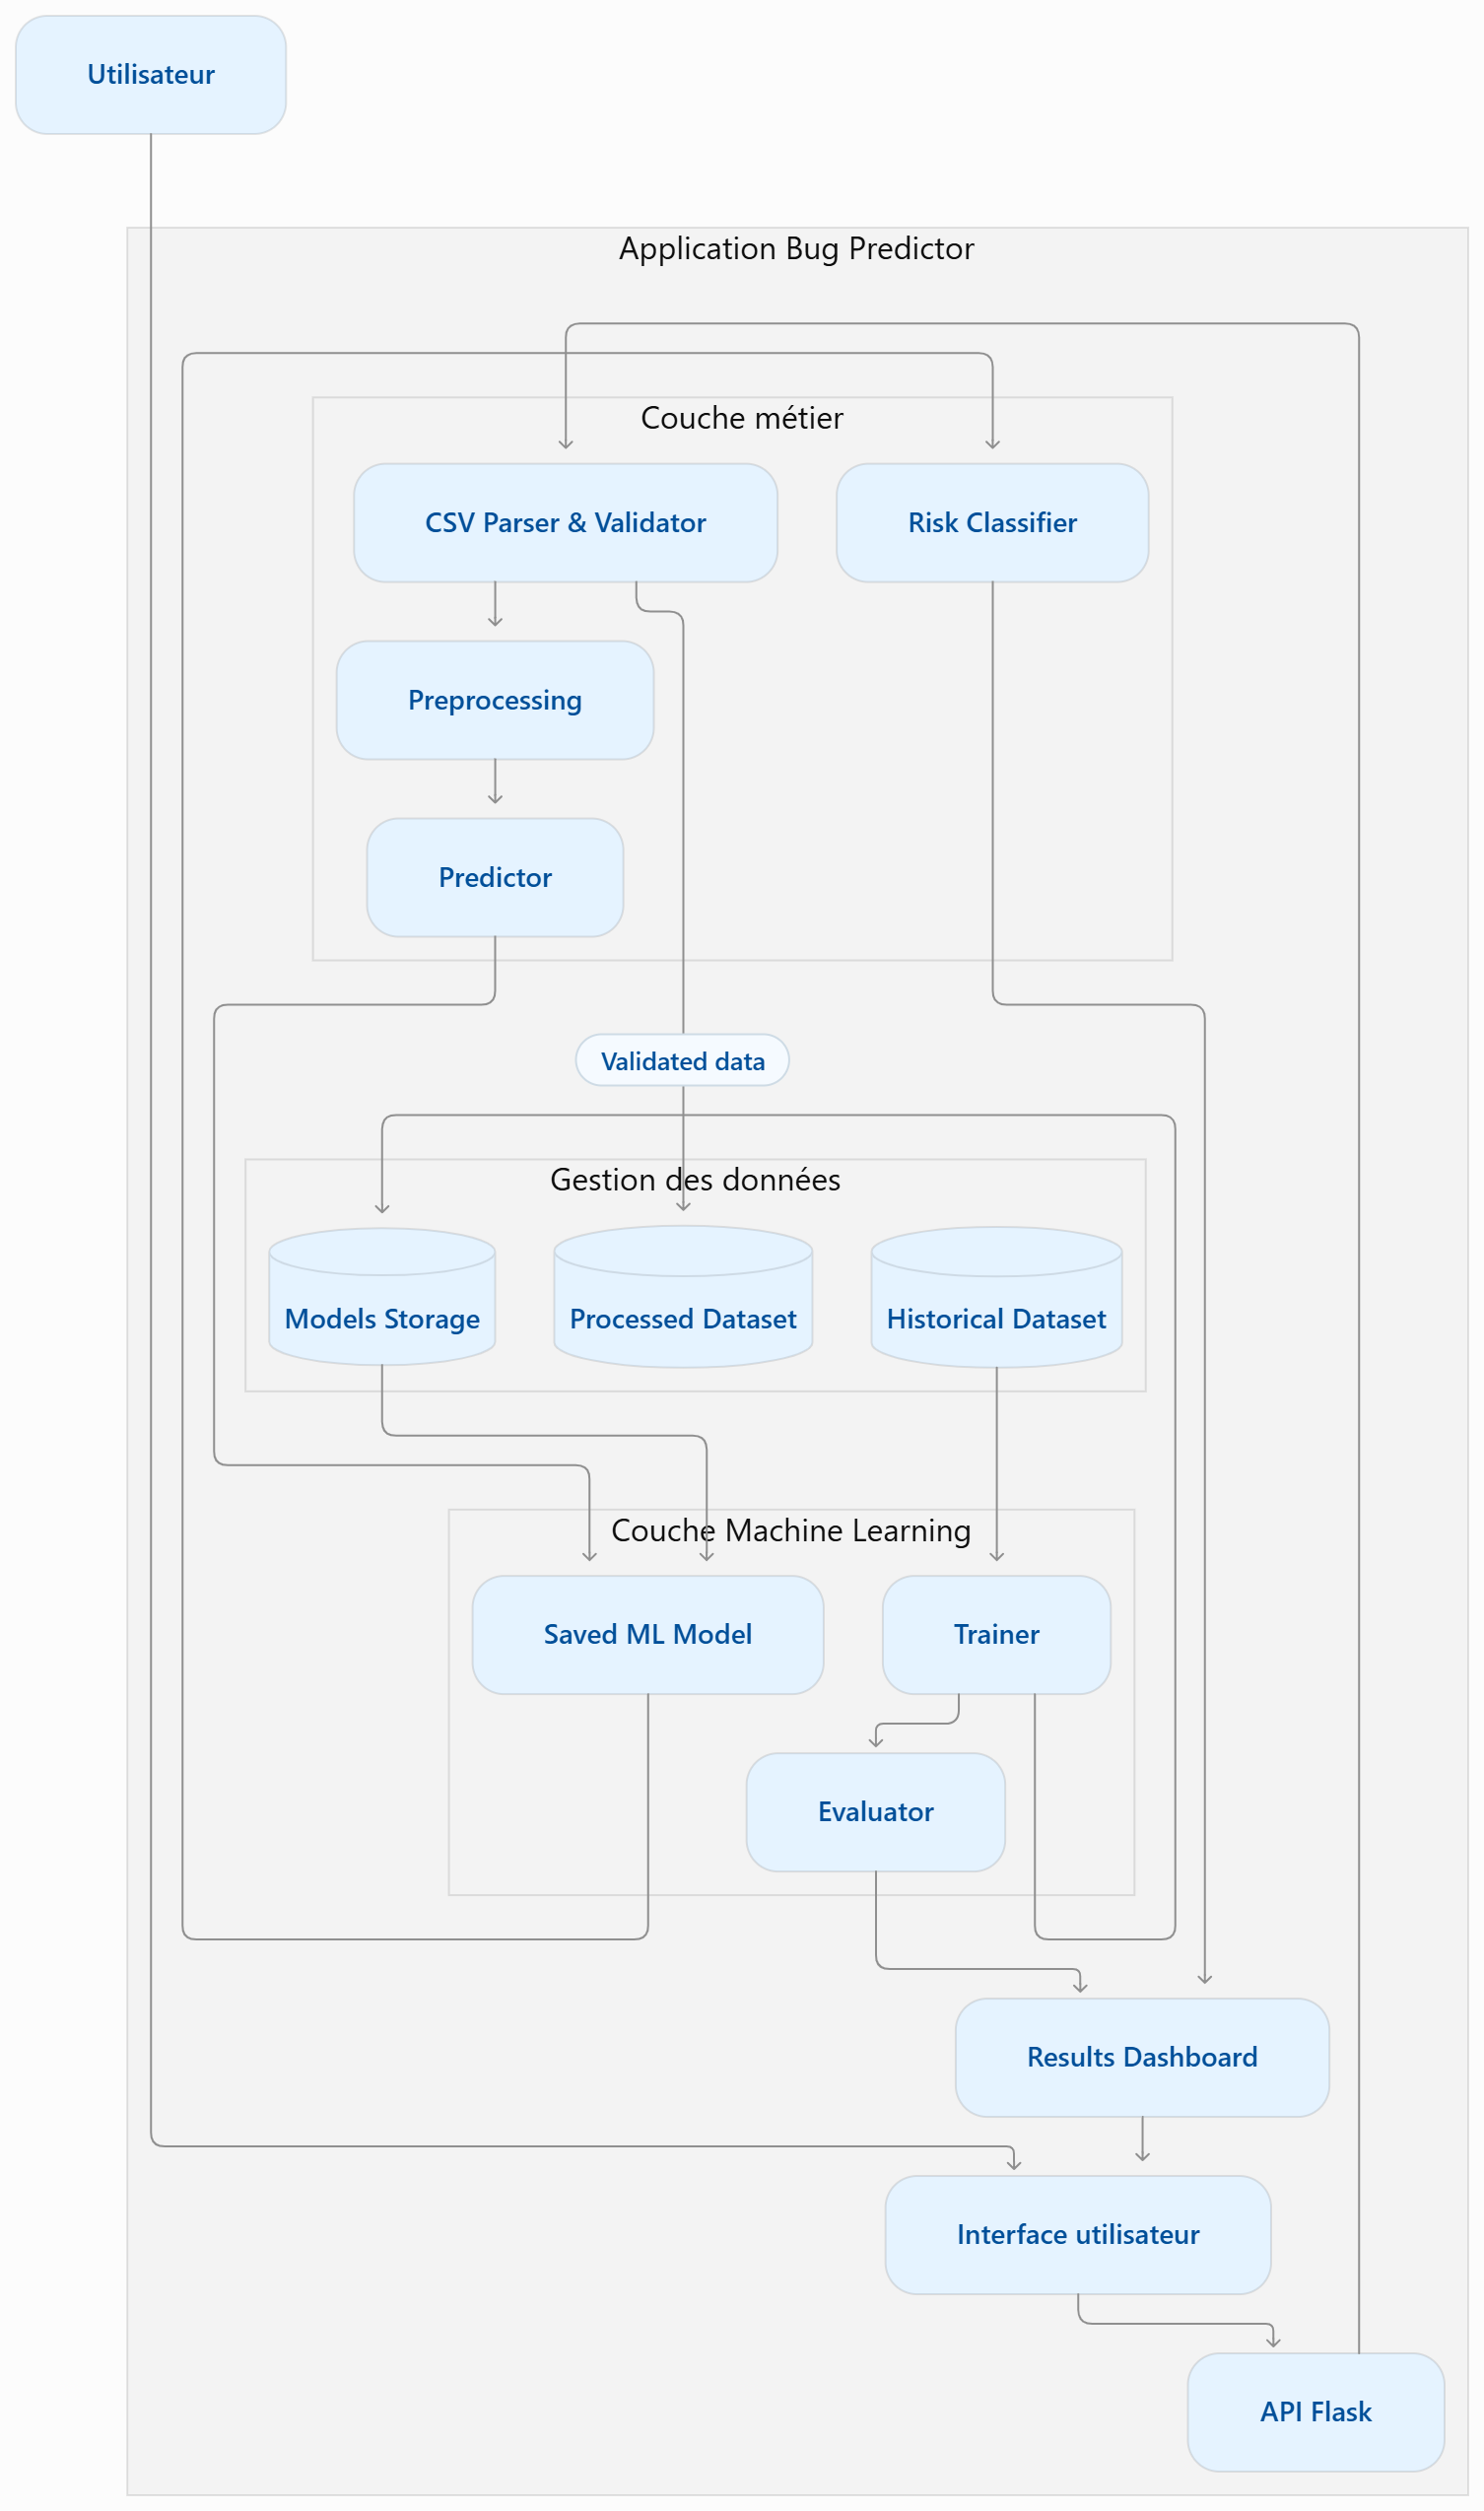 Utilisateur
Application Bug Predictor
Couche métier
CSV Parser & Validator
Risk Classifier
Preprocessing
Predictor
Validated data
Gestion des données
Models Storage
Processed Dataset
Historical Dataset
Couche Machine Learning
Saved ML Model
Trainer
Evaluator
Results Dashboard
Interface utilisateur
API Flask